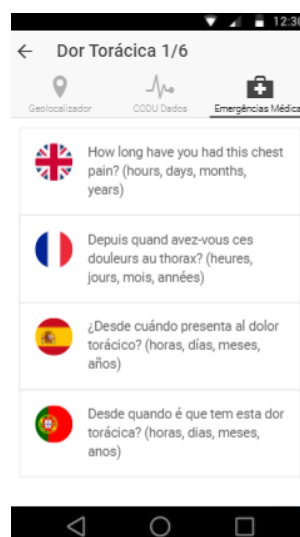 12:30
Dor Torácica 1/6
Geolocalizador
CODU Dados
Emergências Médica
How long have you had this chest
pain? (hours, days, months,
years)
Depuis quand avez-vous ces
douleurs au thorax? (heures,
jours, mois, années)
¿Desde cuándo presenta al dolor
torácico? (horas, días, meses,
años)
Desde quando é que tem esta dor
torácica? (horas, dias, meses,
anos)